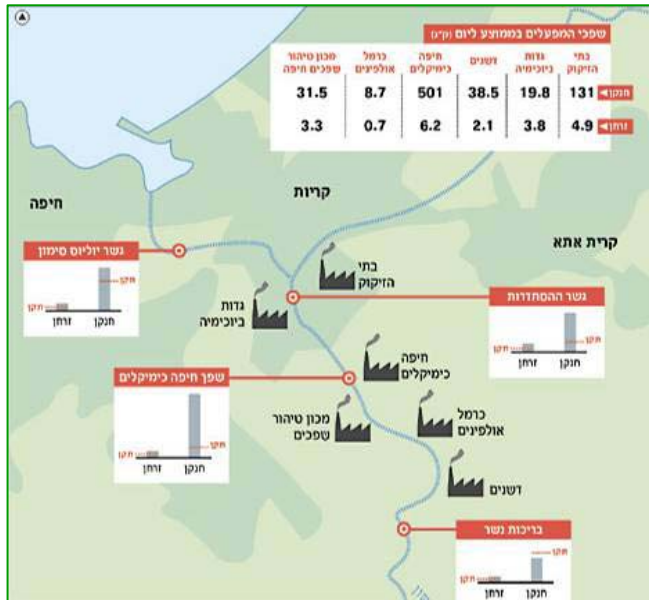 שפכי המפעלים בממוצע ליום (ק"ג)
בתי הזיקוק
גדות ביוכימיה
דשנים
חיפה כימיקלים
כרמל אולפינים
מכון טיהור שפכים חיפה
חנקן 131 19.8 38.5 501 8.7 31.5
זרחן 4.9 3.8 2.1 6.2 0.7 3.3
קריות
חיפה
קרית אתא
גשר יוליוס סימון
תקן
תקן
חנקן
זרחן
בתי
הזיקוק
גדות
ביוכימיה
גשר ההסתדרות
תקן
תקן
חנקן
זרחן
חיפה
כימיקלים
שפך חיפה כימיקלים
תקן
תקן
חנקן
זרחן
מכון טיהור
שפכים
כרמל
אולפינים
דשנים
בריכות נשר
תקן
תקן
חנקן
זרחן